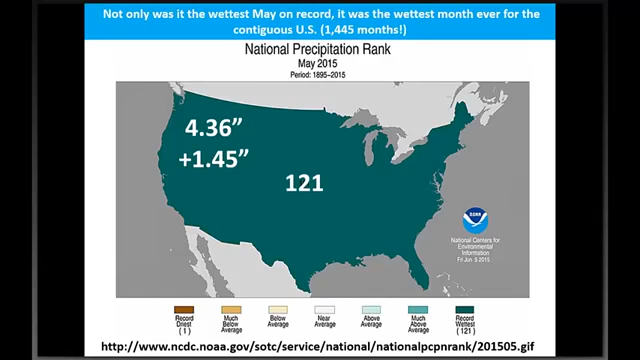 Not only was it the wettest May on record, it was the wettest month ever for the
contiguous U.S. (1,445 months!)
National Precipitation Rank
May 2015
Period: 1895–2015
4.36”
+1.45”
121
NOAA
National Centers for
Environmental
Information
Fri Jun 5 2015
Record
Driest
(1)
Much
Below
Average
Below
Average
Near
Average
Above
Average
Much
Above
Average
Record
Wettest
(121)
http://www.ncdc.noaa.gov/sotc/service/national/nationalpcpnrank/201505.gif